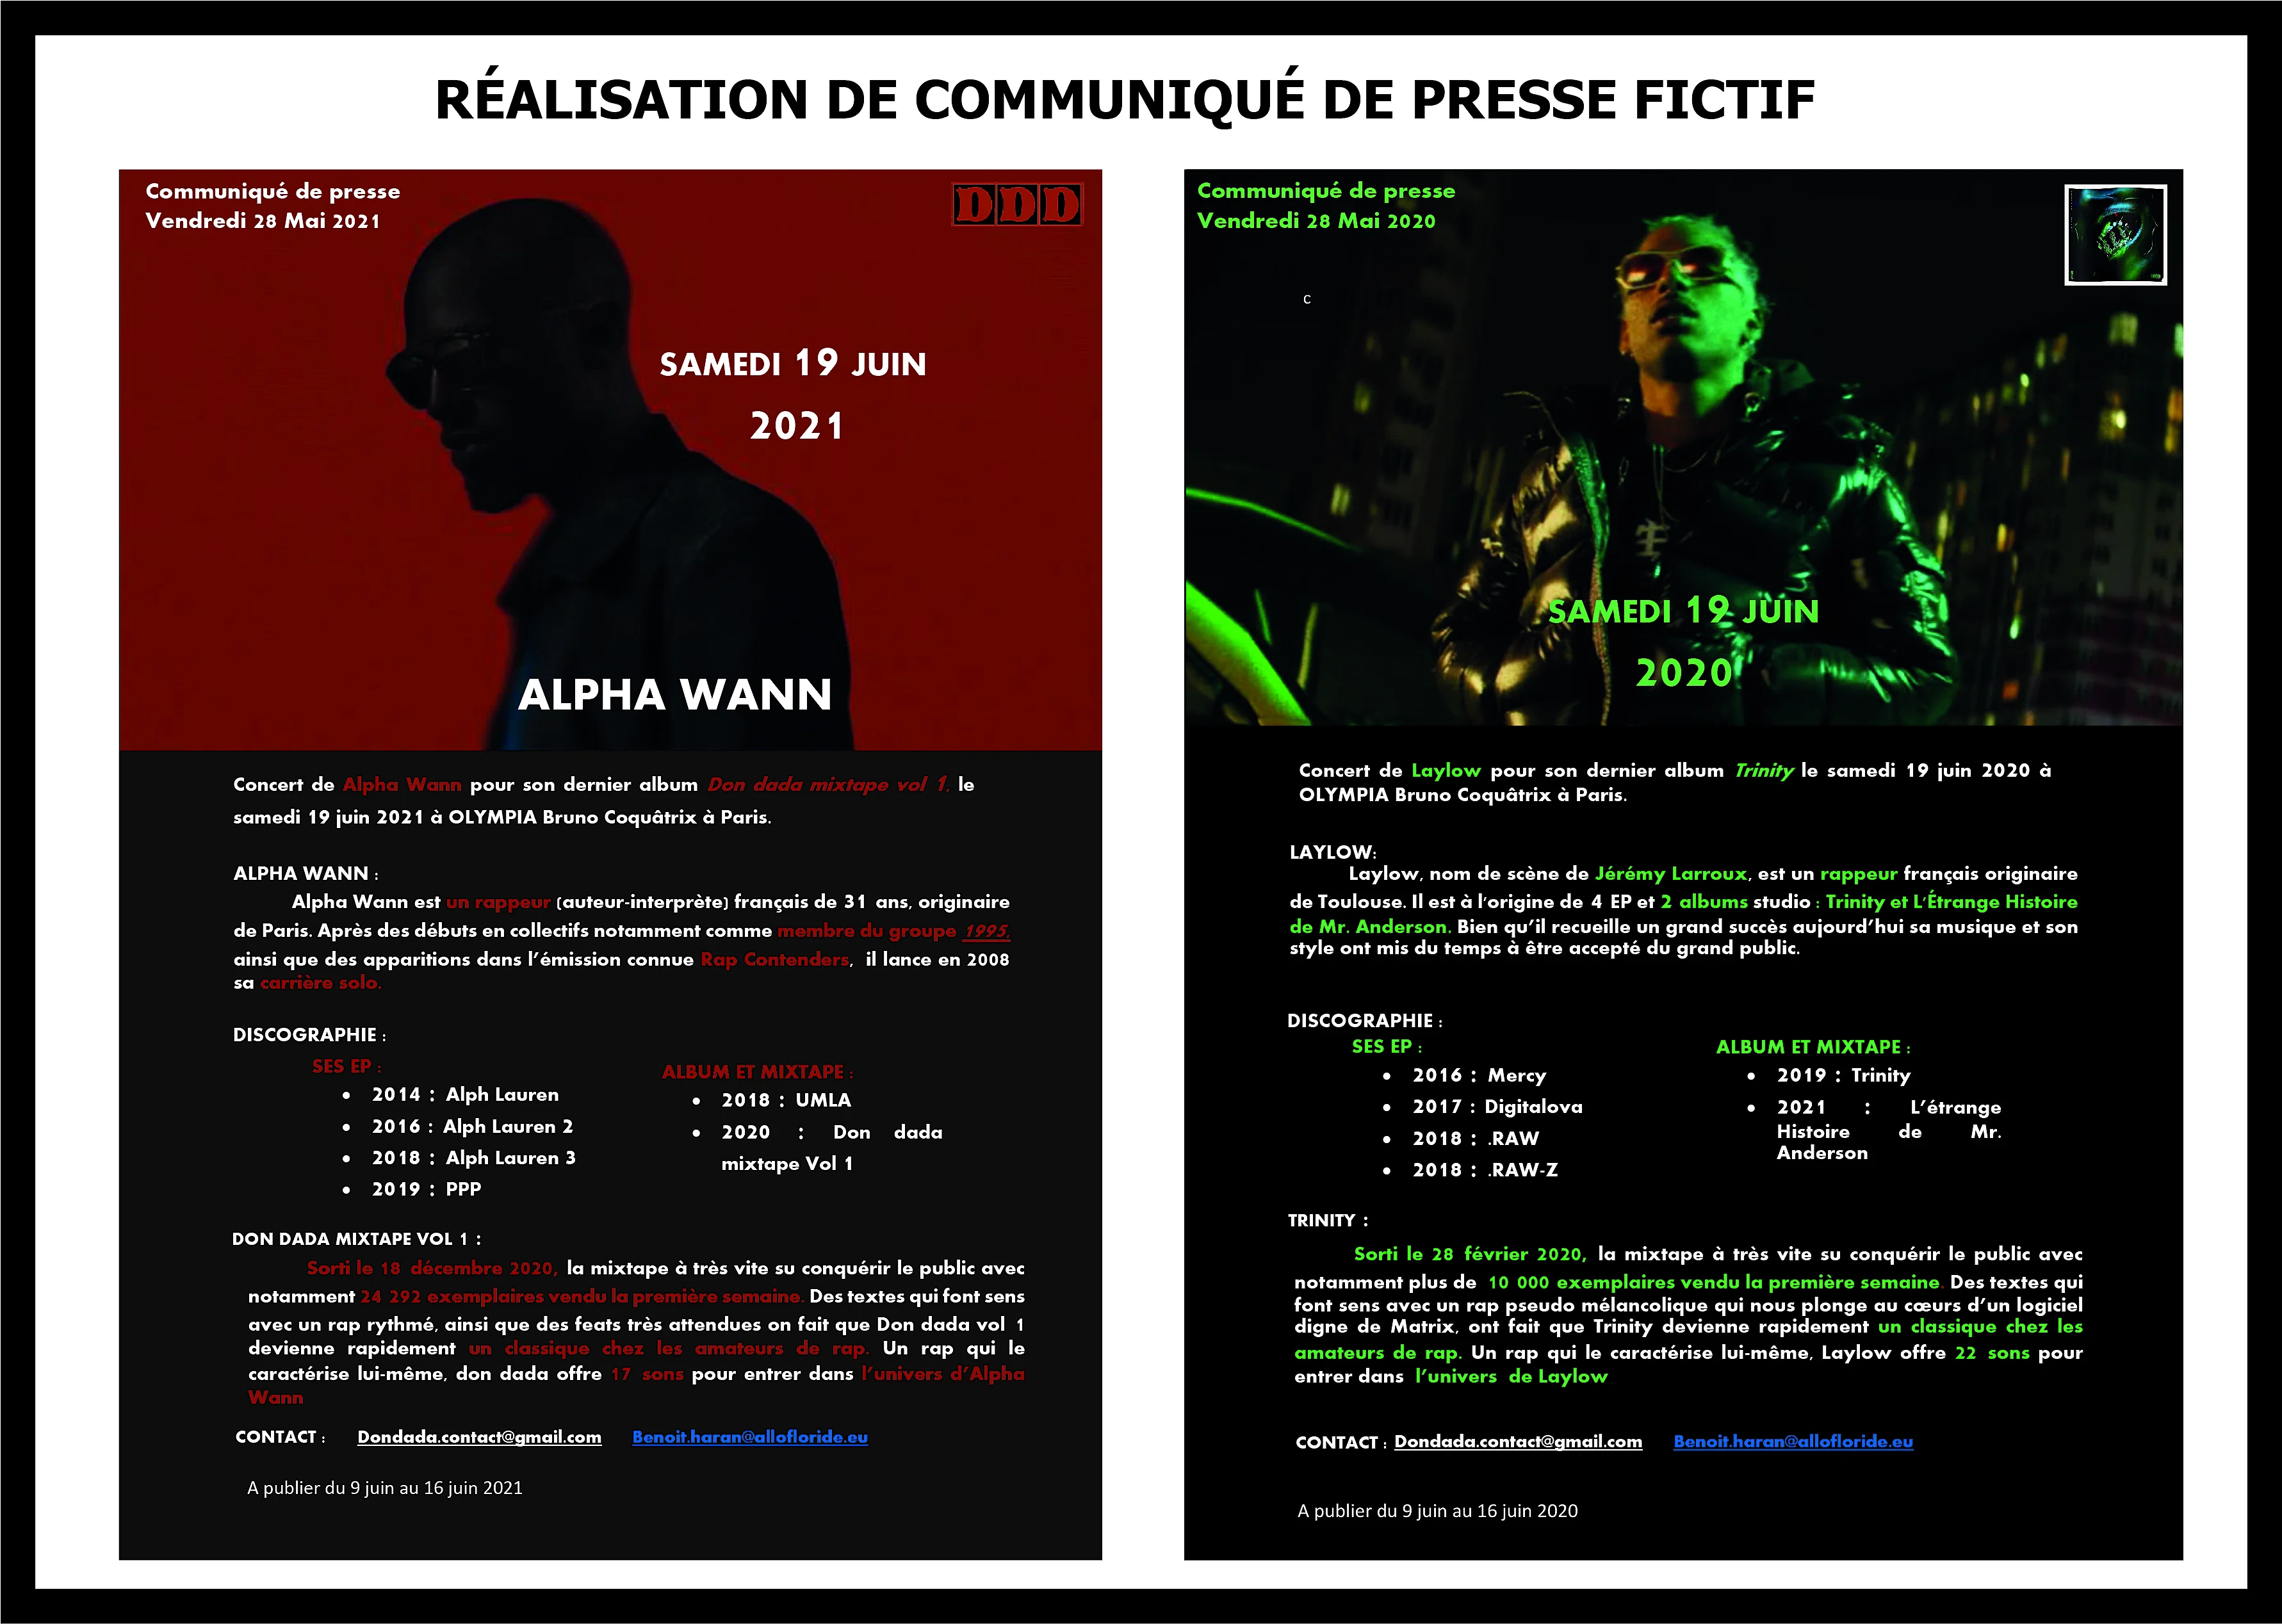 RÉALISATION DE COMMUNIQUÉ DE PRESSE FICTIF
Communiqué de presse
Vendredi 28 Mai 2021
DDD
SAMEDI 19 JUIN
2021
ALPHA WANN
Concert de Alpha Wann pour son dernier album Don dada mixtape vol 1, le
samedi 19 juin 2021 à OLYMPIA Bruno Coquâtrix à Paris.
ALPHA WANN :
Alpha Wann est un rappeur (auteur-interprète) français de 31 ans, originaire
de Paris. Après des débuts en collectifs notamment comme membre du groupe 1995,
ainsi que des apparitions dans l'émission connue Rap Contenders, il lance en 2008
sa carrière solo.
DISCOGRAPHIE :
SES EP :
• 2014 : Alph Lauren
• 2016 : Alph Lauren 2
• 2018 : Alph Lauren 3
• 2019 : PPP
ALBUM ET MIXTAPE :
• 2018 : UMLA
• 2020 : Don dada
mixtape Vol 1
DON DADA MIXTAPE VOL 1 :
Sorti le 18 décembre 2020, la mixtape à très vite su conquérir le public avec
notamment 24 292 exemplaires vendu la première semaine. Des textes qui font sens
avec un rap rythmé, ainsi que des feats très attendues on fait que Don dada vol 1
devienne rapidement un classique chez les amateurs de rap. Un rap qui le
caractérise lui-même, don dada offre 17 sons pour entrer dans l'univers d'Alpha
Wann
CONTACT : Dondada.contact@gmail.com Benoit.haran@allofloride.eu
A publier du 9 juin au 16 juin 2021
Communiqué de presse
Vendredi 28 Mai 2020
c
SAMEDI 19 JUIN
2020
Concert de Laylow pour son dernier album Trinity le samedi 19 juin 2020 à
OLYMPIA Bruno Coquâtrix à Paris.
LAYLOW:
Laylow, nom de scène de Jérémy Larroux, est un rappeur français originaire
de Toulouse. Il est à l'origine de 4 EP et 2 albums studio : Trinity et L'Étrange Histoire
de Mr. Anderson. Bien qu'il recueille un grand succès aujourd'hui sa musique et son
style ont mis du temps à être accepté du grand public.
DISCOGRAPHIE :
SES EP :
• 2016 : Mercy
• 2017 : Digitalova
• 2018 : .RAW
• 2018 : .RAW-Z
ALBUM ET MIXTAPE :
• 2019 : Trinity
• 2021 : L'étrange
Histoire de Mr.
Anderson
TRINITY :
Sorti le 28 février 2020, la mixtape à très vite su conquérir le public avec
notamment plus de 10 000 exemplaires vendu la première semaine. Des textes qui
font sens avec un rap pseudo mélancolique qui nous plonge au cœurs d'un logiciel
digne de Matrix, ont fait que Trinity devienne rapidement un classique chez les
amateurs de rap. Un rap qui le caractérise lui-même, Laylow offre 22 sons pour
entrer dans l'univers de Laylow
CONTACT : Dondada.contact@gmail.com Benoit.haran@allofloride.eu
A publier du 9 juin au 16 juin 2020